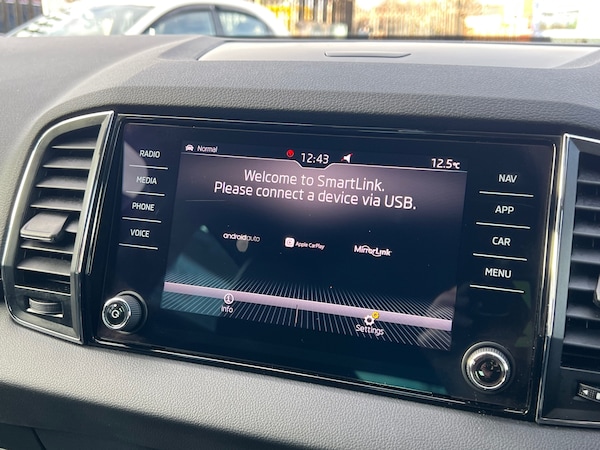 RADIO
MEDIA
PHONE
VOICE
Normal
12:43
12.5°C
Welcome to SmartLink.
Please connect a device via USB.
androidauto
Apple CarPlay
MirrorLink
Info
Settings
NAV
APP
CAR
MENU